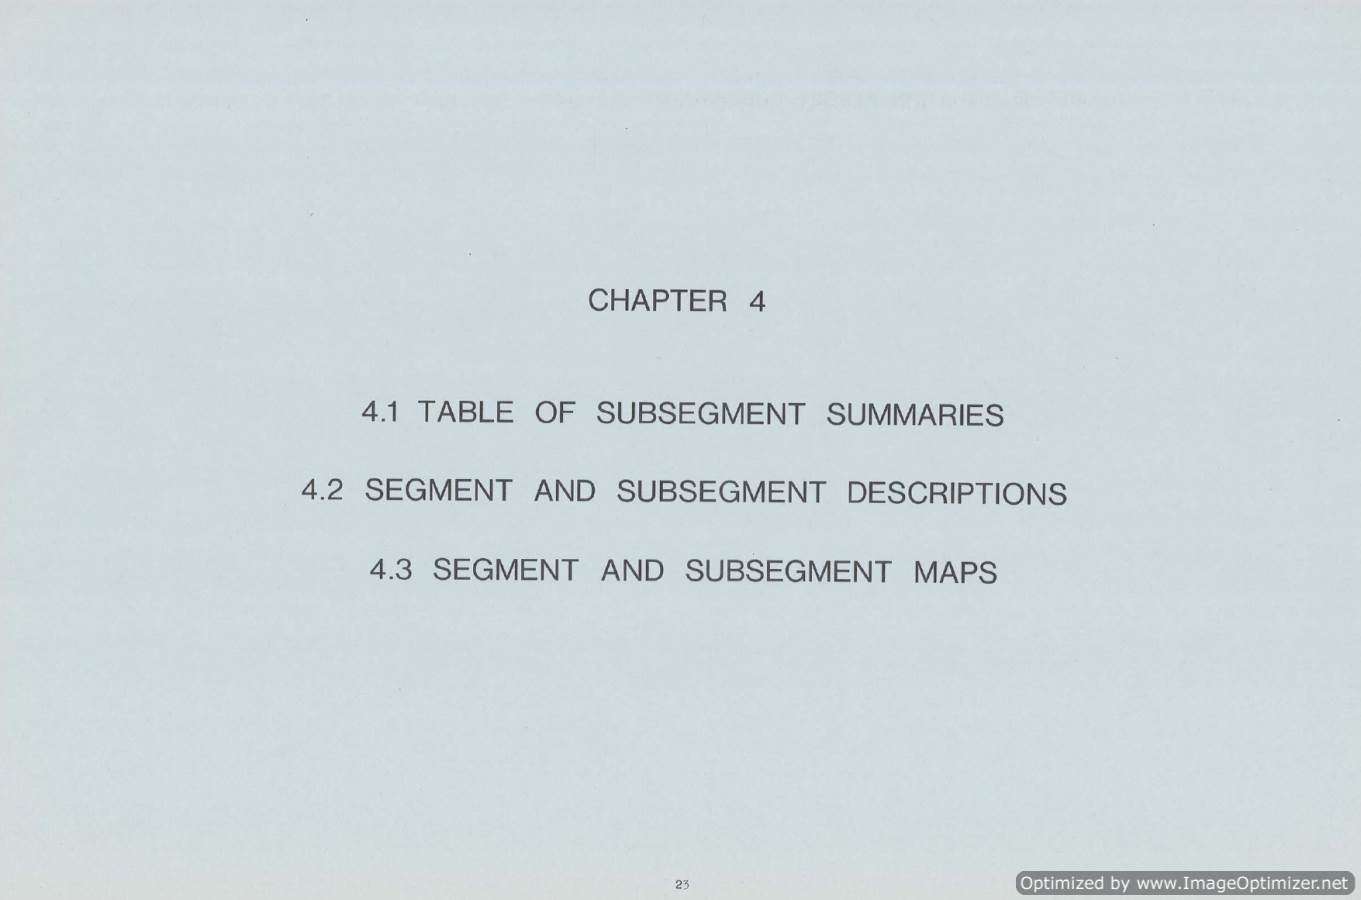 CHAPTER 4
4.1 TABLE OF SUBSEGMENT SUMMARIES
4.2 SEGMENT AND SUBSEGMENT DESCRIPTIONS
4.3 SEGMENT AND SUBSEGMENT MAPS
23
Optimized by www.ImageOptimizer.net